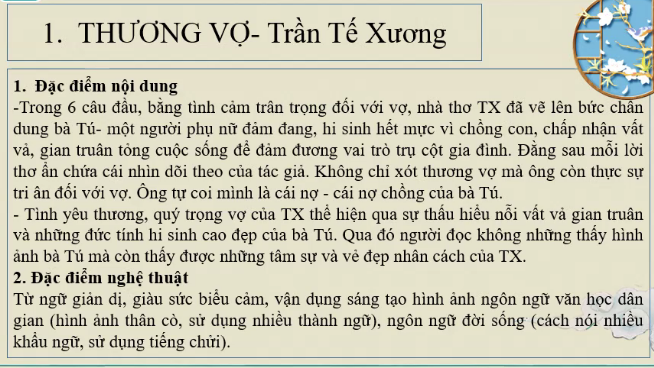 1. THƯƠNG VỢ- Trần Tế Xương
1. Đặc điểm nội dung
-Trong 6 câu đầu, bằng tình cảm trân trọng đối với vợ, nhà thơ TX đã vẽ lên bức chân
dung bà Tú- một người phụ nữ đảm đang, hi sinh hết mực vì chồng con, chấp nhận vất
vả, gian truân tỏng cuộc sống để đảm đương vai trò trụ cột gia đình. Đằng sau mỗi lời
thơ ẩn chứa cái nhìn dõi theo của tác giả. Không chỉ xót thương vợ mà ông còn thực sự
tri ân đối với vợ. Ông tự coi mình là cái nợ - cái nợ chồng của bà Tú.
- Tình yêu thương, quý trọng vợ của TX thể hiện qua sự thấu hiểu nỗi vất vả gian truân
và những đức tính hi sinh cao đẹp của bà Tú. Qua đó người đọc không những thấy hình
ảnh bà Tú mà còn thấy được những tâm sự và vẻ đẹp nhân cách của TX.
2. Đặc điểm nghệ thuật
Từ ngữ giản dị, giàu sức biểu cảm, vận dụng sáng tạo hình ảnh ngôn ngữ văn học dân
gian (hình ảnh thân cò, sử dụng nhiều thành ngữ), ngôn ngữ đời sống (cách nói nhiều
khẩu ngữ, sử dụng tiếng chửi).